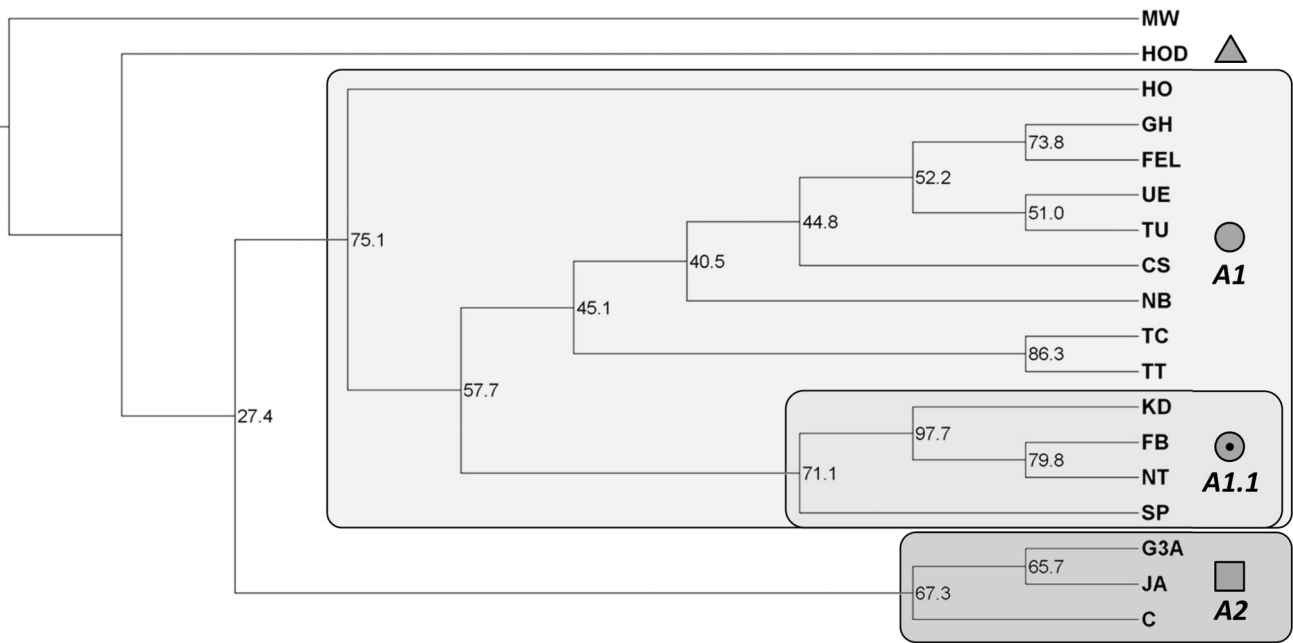 MW
HOD
HO
GH
73.8
FEL
52.2
UE
51.0
TU
44.8
75.1
A1
CS
40.5
NB
45.1
TC
86.3
TT
57.7
KD
27.4
97.7
FB
79.8
71.1
NT
A1.1
SP
G3A
65.7
JA
67.3
A2
C